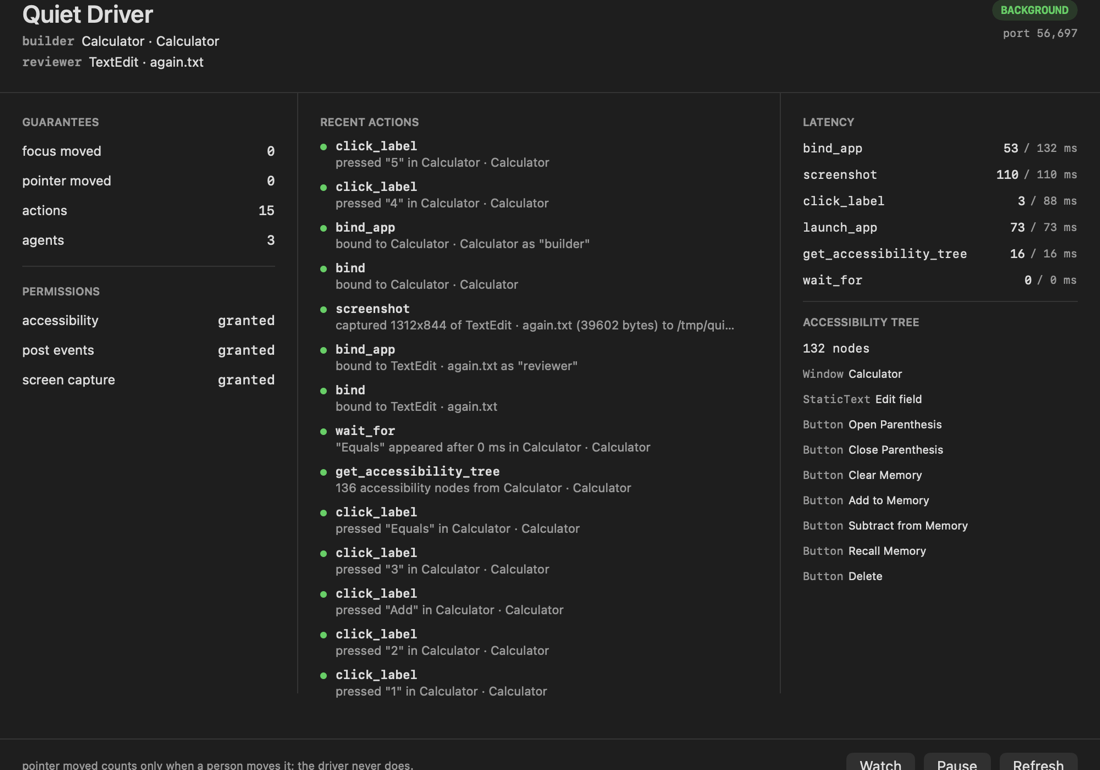 Quiet Driver
BACKGROUND
builder Calculator · Calculator
port 56,697
reviewer TextEdit · again.txt
GUARANTEES
focus moved 0
pointer moved 0
actions 15
agents 3
PERMISSIONS
accessibility granted
post events granted
screen capture granted
RECENT ACTIONS
click_label
pressed "5" in Calculator · Calculator
click_label
pressed "4" in Calculator · Calculator
bind_app
bound to Calculator · Calculator as "builder"
bind
bound to Calculator · Calculator
screenshot
captured 1312x844 of TextEdit · again.txt (39602 bytes) to /tmp/qui...
bind_app
bound to TextEdit · again.txt as "reviewer"
bind
bound to TextEdit · again.txt
wait_for
"Equals" appeared after 0 ms in Calculator · Calculator
get_accessibility_tree
136 accessibility nodes from Calculator · Calculator
click_label
pressed "Equals" in Calculator · Calculator
click_label
pressed "3" in Calculator · Calculator
click_label
pressed "Add" in Calculator · Calculator
click_label
pressed "2" in Calculator · Calculator
click_label
pressed "1" in Calculator · Calculator
LATENCY
bind_app 53 / 132 ms
screenshot 110 / 110 ms
click_label 3 / 88 ms
launch_app 73 / 73 ms
get_accessibility_tree 16 / 16 ms
wait_for 0 / 0 ms
ACCESSIBILITY TREE
132 nodes
Window Calculator
StaticText Edit field
Button Open Parenthesis
Button Close Parenthesis
Button Clear Memory
Button Add to Memory
Button Subtract from Memory
Button Recall Memory
Button Delete
pointer moved counts only when a person moves it; the driver never does.
Watch Pause Refresh